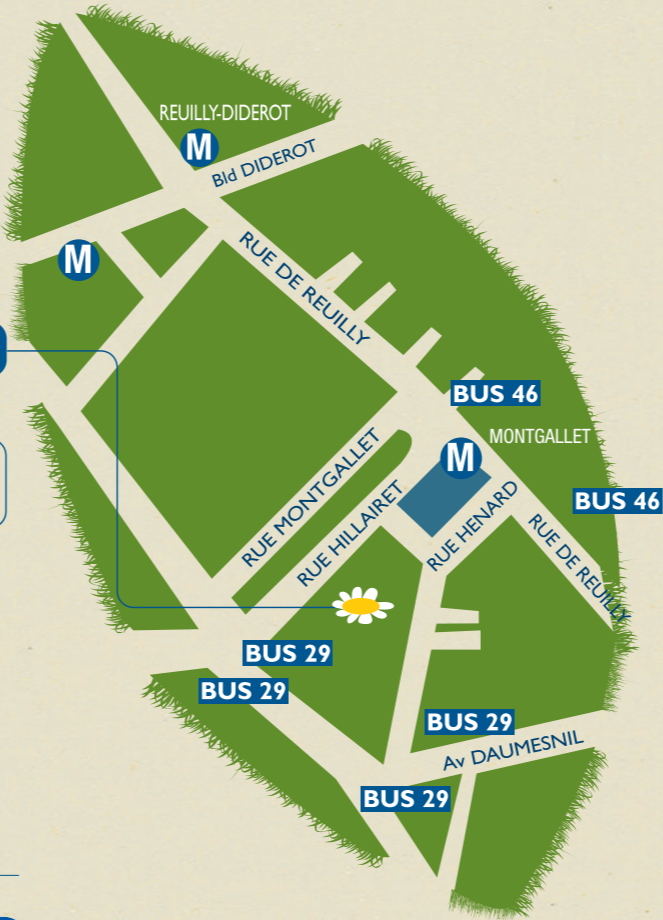 REUILLY-DIDEROT
M
Bld DIDEROT
M
RUE DE REUILLY
BUS 46
MONTGALLET
M
BUS 46
RUE MONTGALLET
RUE HILLAIRET
RUE HENARD
RUE DE REUILLY
BUS 29
BUS 29
BUS 29
Av DAUMESNIL
BUS 29